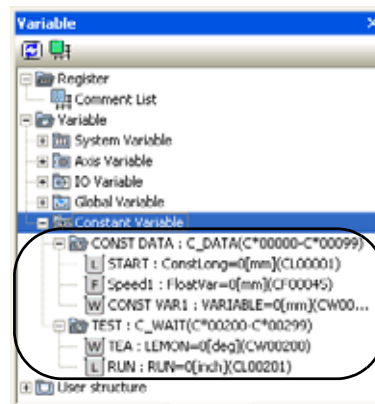 Variable
Register
Comment List
Variable
System Variable
Axis Variable
IO Variable
Global Variable
Constant Variable
CONST DATA : C_DATA(C*00000-C*00099)
L START : ConstLong=0[mm](CL00001)
F Speed1 : FloatVar=0[mm](CF00045)
W CONST VAR1 : VARIABLE=0[mm](CW00...
TEST : C_WAIT(C*00200-C*00299)
W TEA : LEMON=0[deg](CW00200)
L RUN : RUN=0[inch](CL00201)
User structure